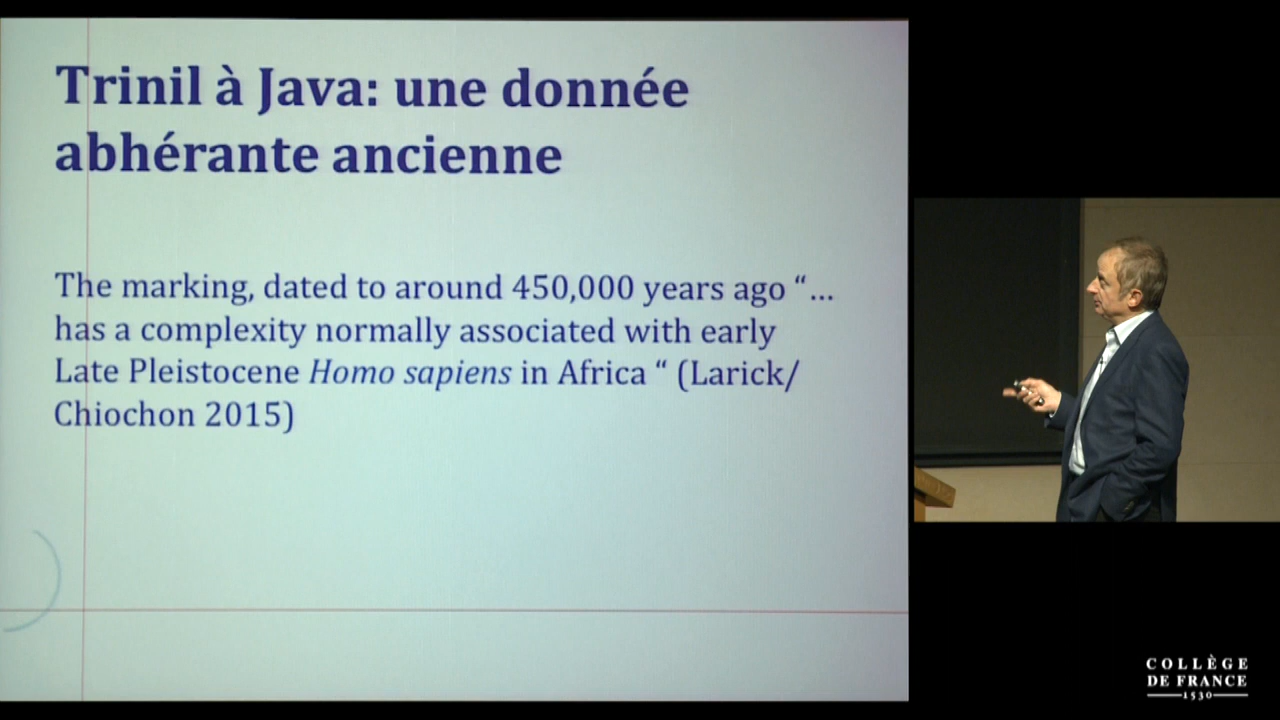 Trinil à Java: une donnée
abhérante ancienne
The marking, dated to around 450,000 years ago “…
has a complexity normally associated with early
Late Pleistocene Homo sapiens in Africa “ (Larick/
Chiochon 2015)
COLLÈGE
DE FRANCE
1530